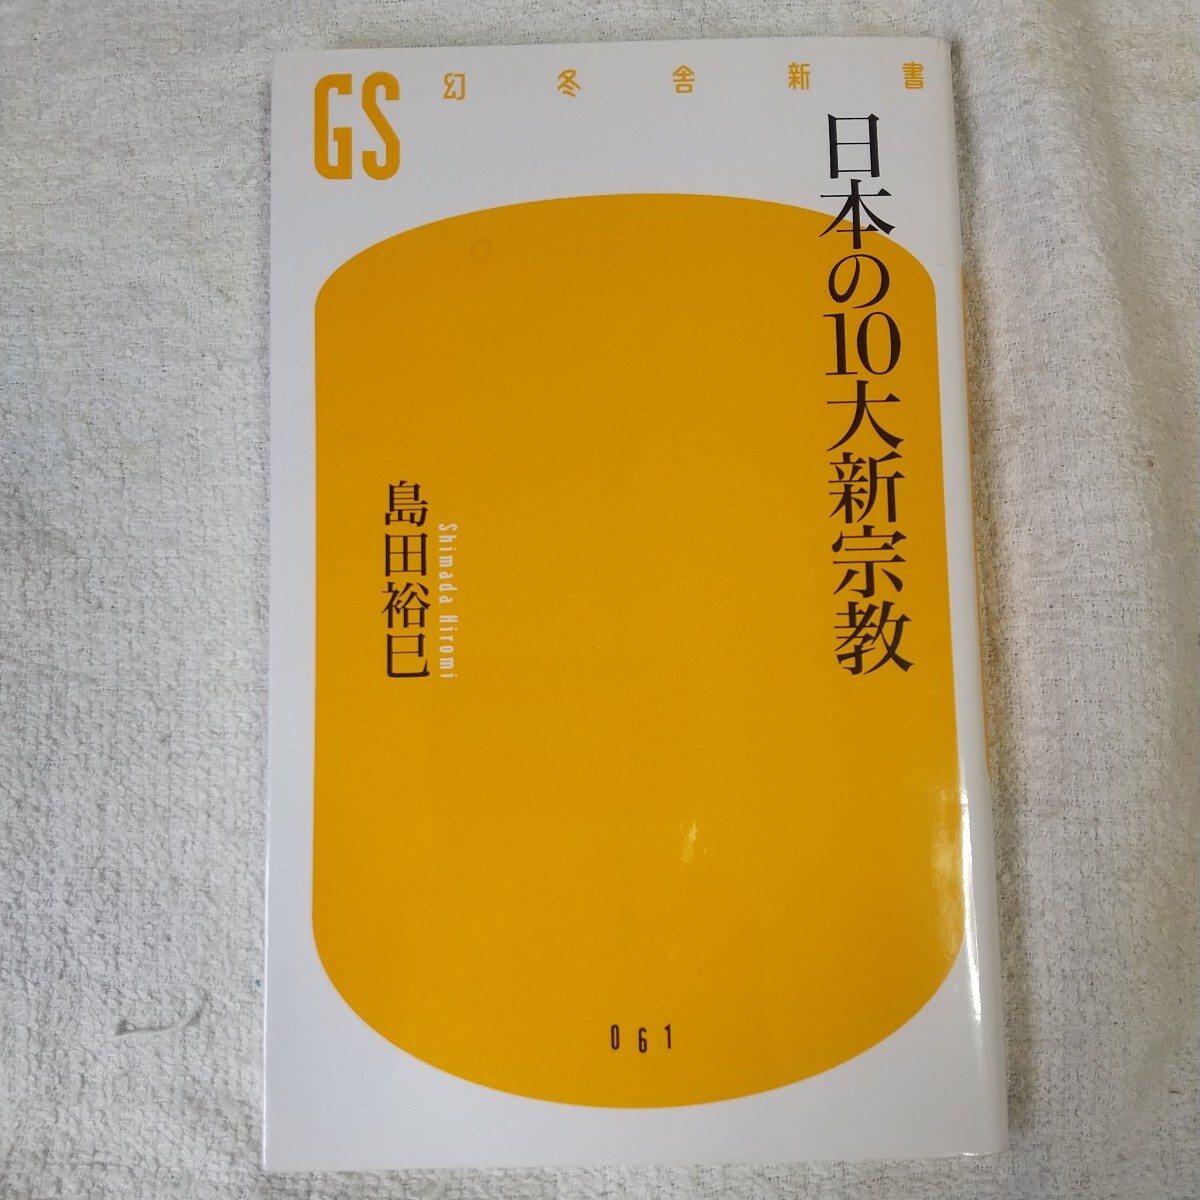 GS
幻冬舎新書
日本の10大新宗教
島田裕巳
Shimada Hiromi
061